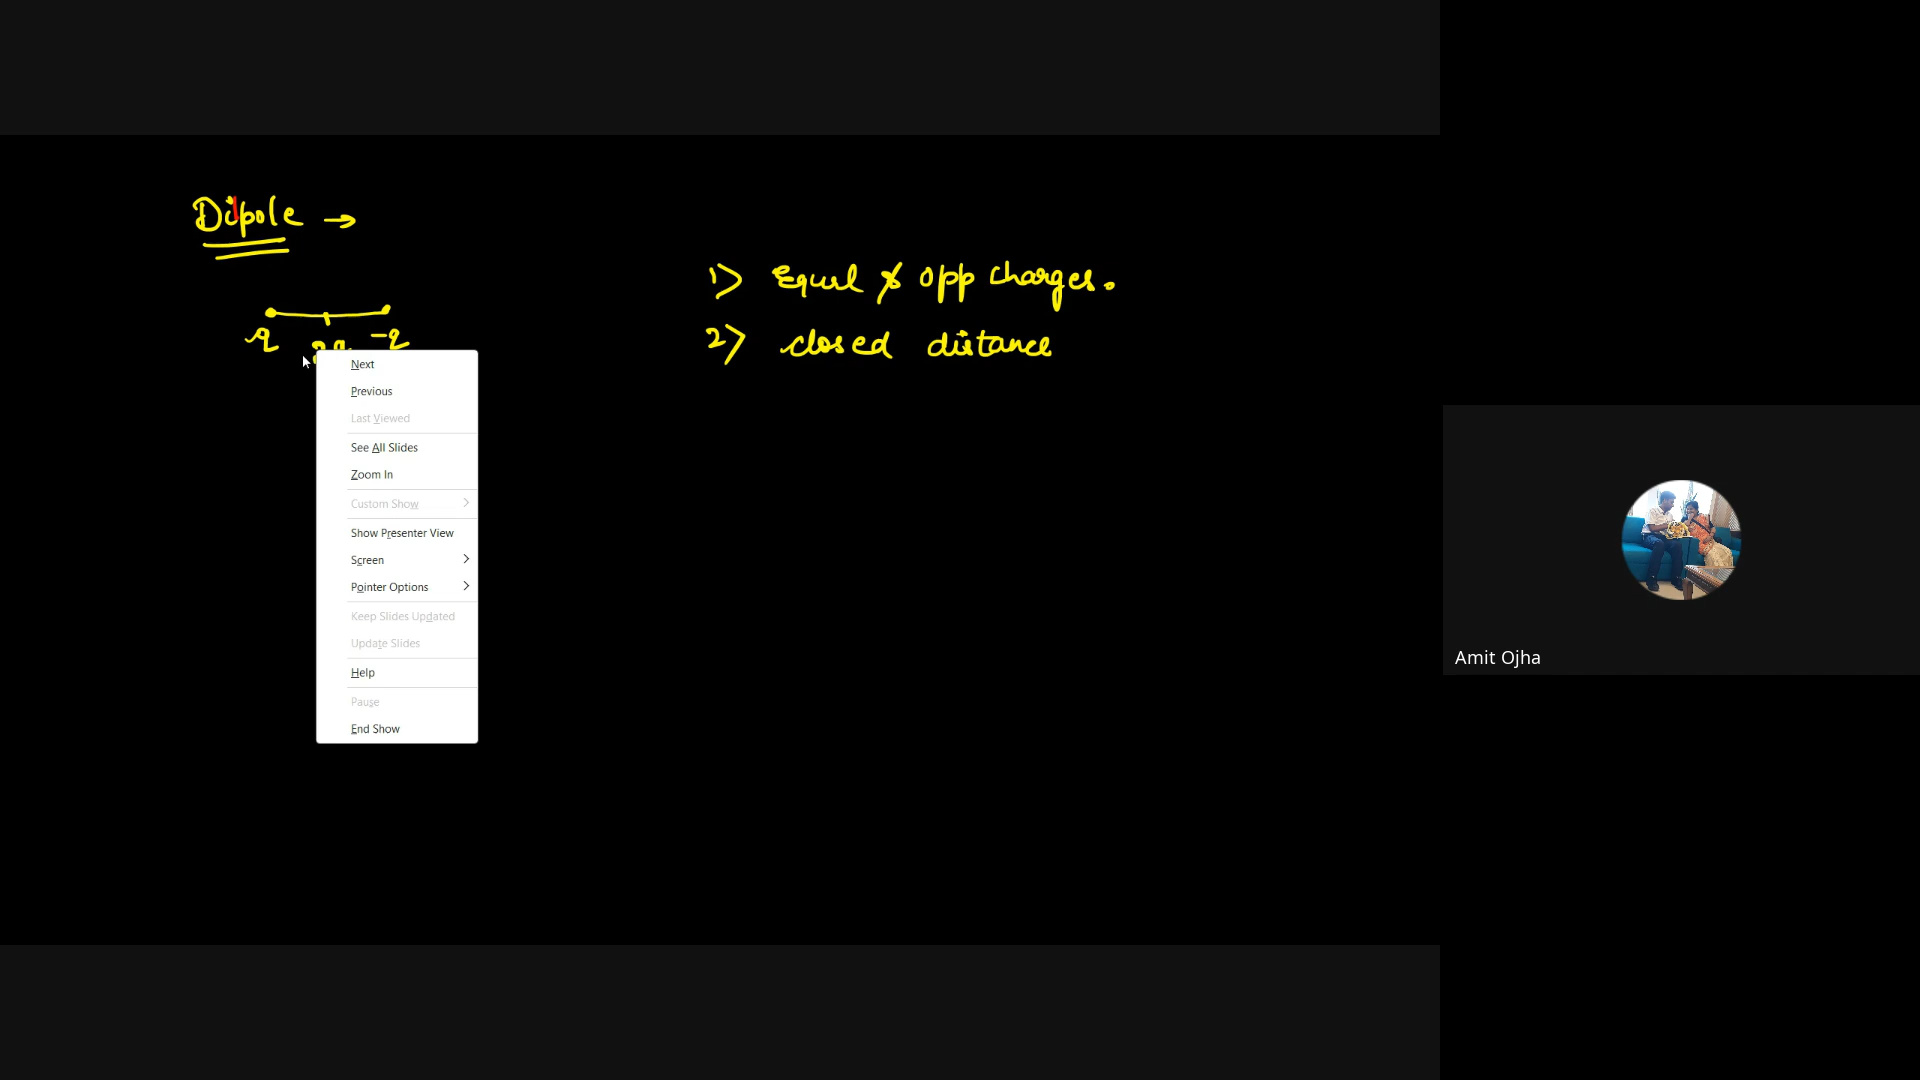 Dipole →
1) Equal & opp charges.
2) closed distance
q -q
Next
Previous
Last Viewed
See All Slides
Zoom In
Custom Show
Show Presenter View
Screen
Pointer Options
Keep Slides Updated
Update Slides
Help
Pause
End Show
Amit Ojha